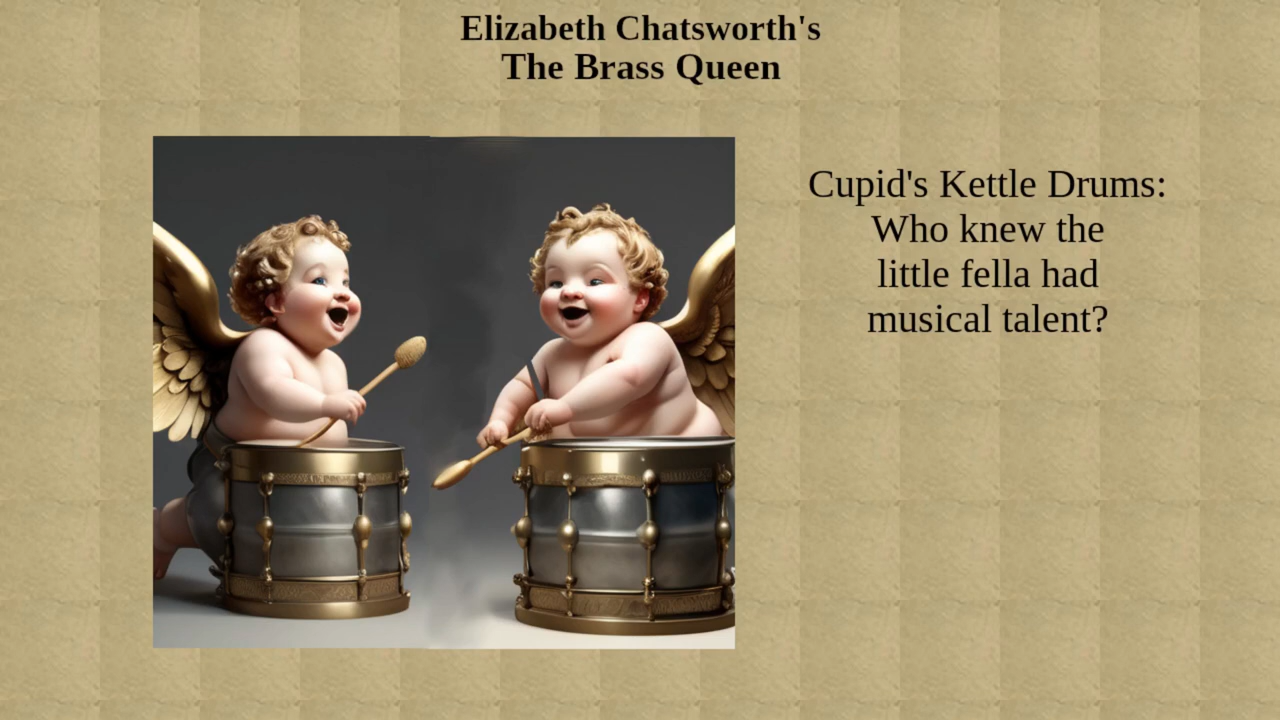 Elizabeth Chatsworth's
The Brass Queen
Cupid's Kettle Drums:
Who knew the
little fella had
musical talent?